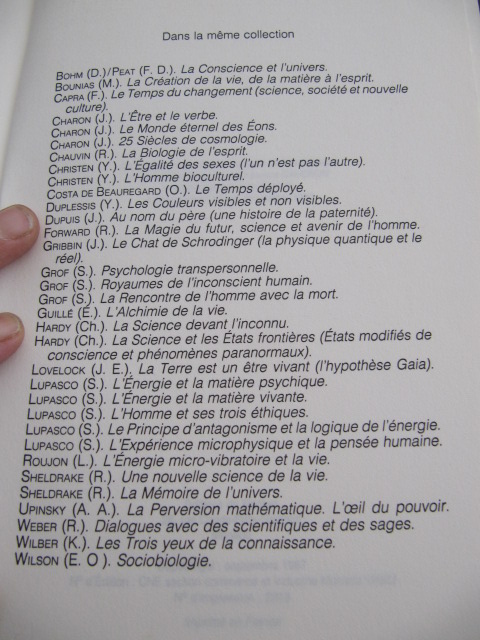 Dans la même collection
BOHM (D.)/PEAT (F. D.). La Conscience et l'univers.
BOUNIAS (M.). La Création de la vie, de la matière à l'esprit.
CAPRA (F.). Le Temps du changement (science, société et nouvelle
culture).
CHARON (J.). L'Être et le verbe.
CHARON (J.). Le Monde éternel des Éons.
CHARON (J.). 25 Siècles de cosmologie.
CHAUVIN (R.). La Biologie de l'esprit.
CHRISTEN (Y.). L'Égalité des sexes (l'un n'est pas l'autre).
CHRISTEN (Y.). L'Homme bioculturel.
COSTA DE BEAUREGARD (O.). Le Temps déployé.
DUPLESSIS (Y.). Les Couleurs visibles et non visibles.
DUPUIS (J.). Au nom du père (une histoire de la paternité).
FORWARD (R.). La Magie du futur, science et avenir de l'homme.
GRIBBIN (J.). Le Chat de Schrodinger (la physique quantique et le
réel).
GROF (S.). Psychologie transpersonnelle.
GROF (S.). Royaumes de l'inconscient humain.
GROF (S.). La Rencontre de l'homme avec la mort.
GUILLÉ (É.). L'Alchimie de la vie.
HARDY (Ch.). La Science devant l'inconnu.
HARDY (Ch.). La Science et les États frontières (États modifiés de
conscience et phénomènes paranormaux).
LOVELOCK (J. E.). La Terre est un être vivant (l'hypothèse Gaia).
LUPASCO (S.). L'Énergie et la matière psychique.
LUPASCO (S.). L'Énergie et la matière vivante.
LUPASCO (S.). L'Homme et ses trois éthiques.
LUPASCO (S.). Le Principe d'antagonisme et la logique de l'énergie.
LUPASCO (S.). L'Expérience microphysique et la pensée humaine.
ROUJON (L.). L'Énergie micro-vibratoire et la vie.
SHELDRAKE (R.). Une nouvelle science de la vie.
SHELDRAKE (R.). La Mémoire de l'univers.
UPINSKY (A. A.). La Perversion mathématique. L'œil du pouvoir.
WEBER (R.). Dialogues avec des scientifiques et des sages.
WILBER (K.). Les Trois yeux de la connaissance.
WILSON (E. O ). Sociobiologie.